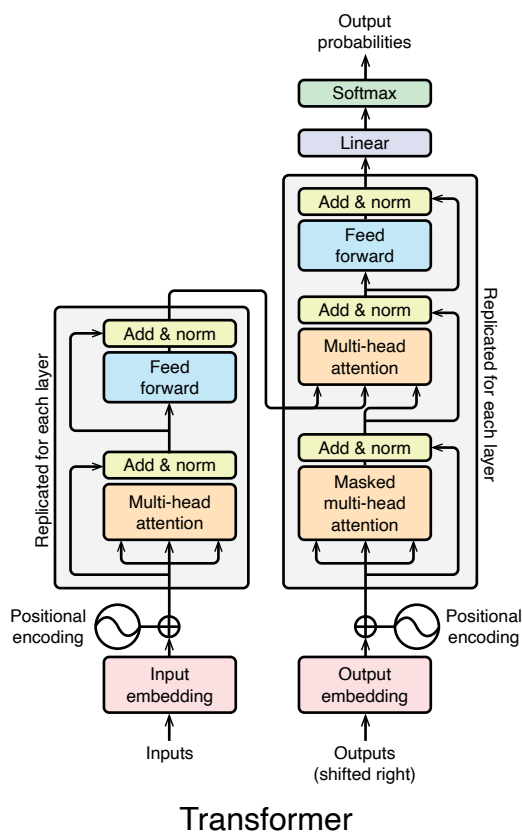 Output
probabilities
Softmax
Linear
Add & norm
Feed
forward
Add & norm
Multi-head
attention
Add & norm
Masked
multi-head
attention
Replicated for each layer
Add & norm
Feed
forward
Add & norm
Multi-head
attention
Replicated for each layer
Positional
encoding
Positional
encoding
Input
embedding
Output
embedding
Inputs
Outputs
(shifted right)
Transformer